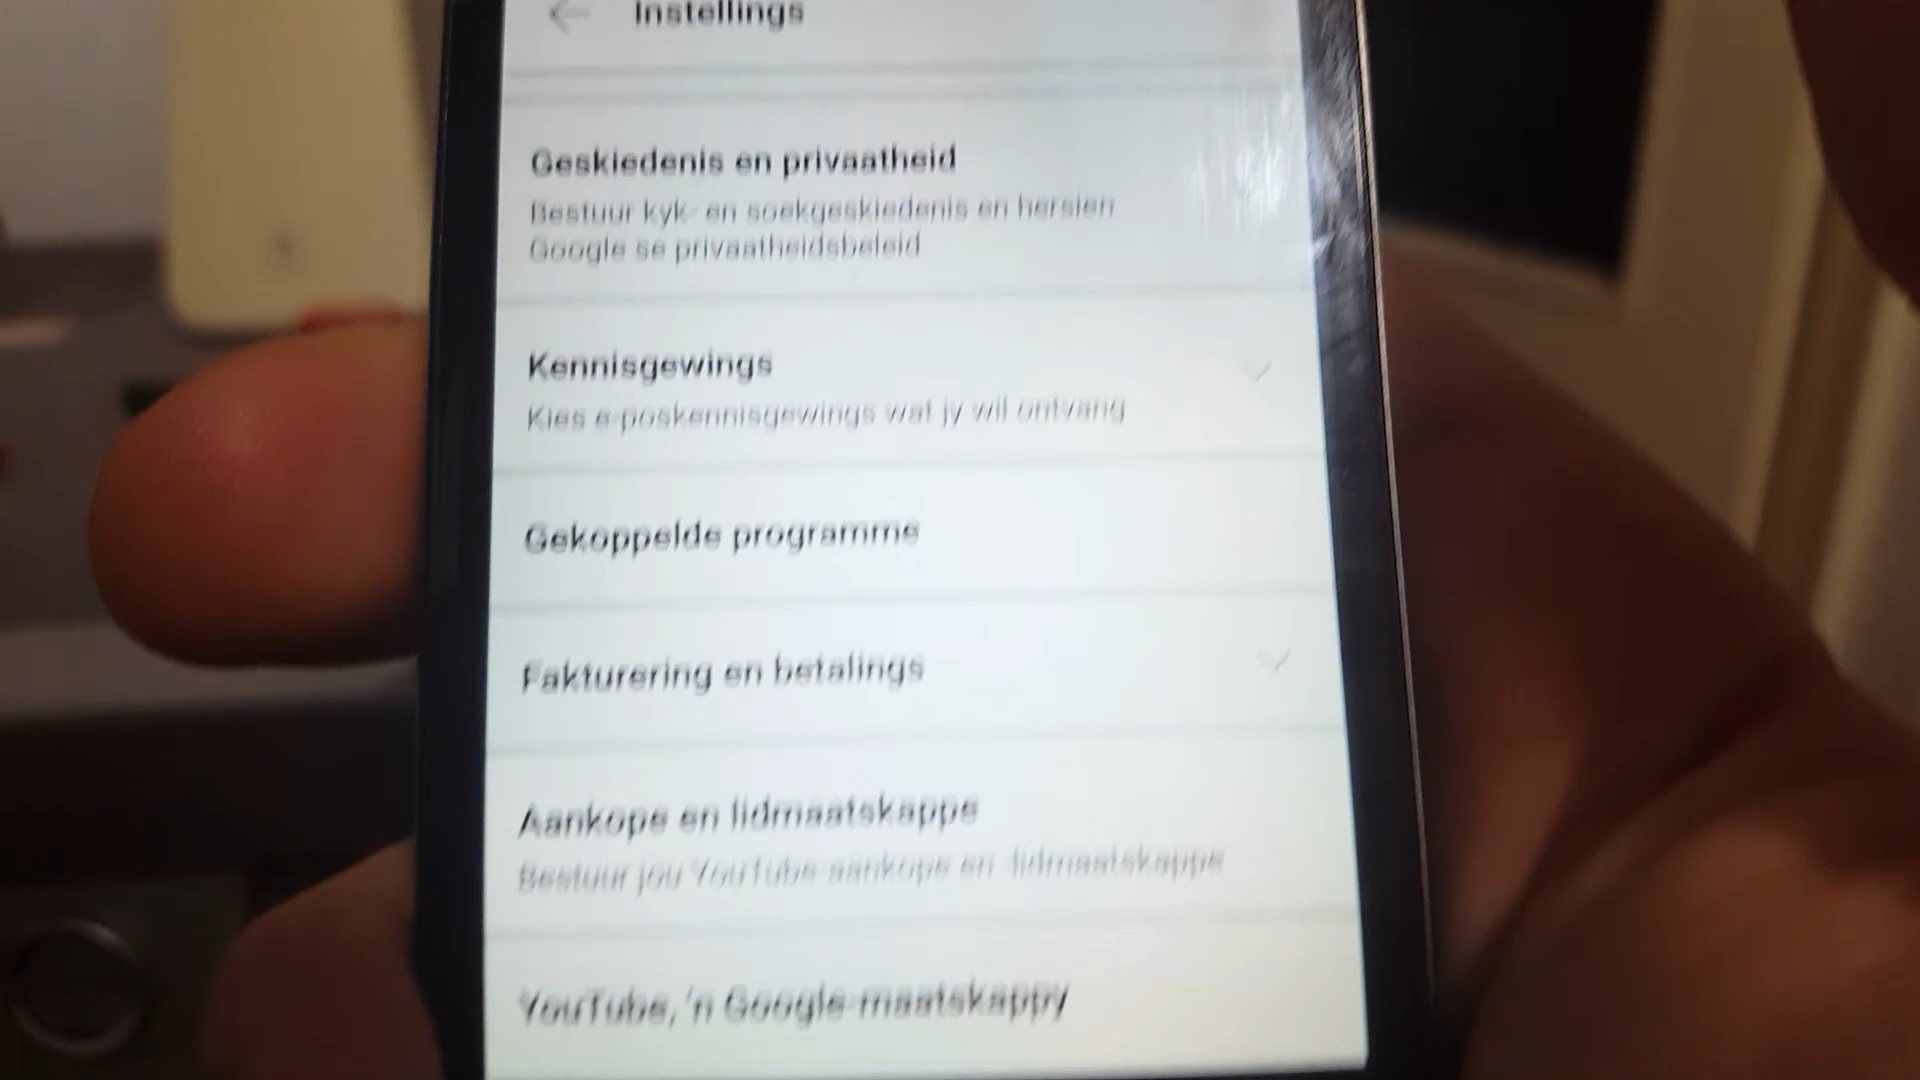 Instellings
Geskiedenis en privaatheid
Bestuur kyk- en soekgeskiedenis en hersien
Google se privaatheidsbeleid
Kennisgewings
Kies e-poskennisgewings wat jy wil ontvang
Gekoppelde programme
Fakturering en betalings
Aankope en lidmaatskappe
Bestuur jou YouTube-aankope en -lidmaatskappe
YouTube, 'n Google-maatskappy